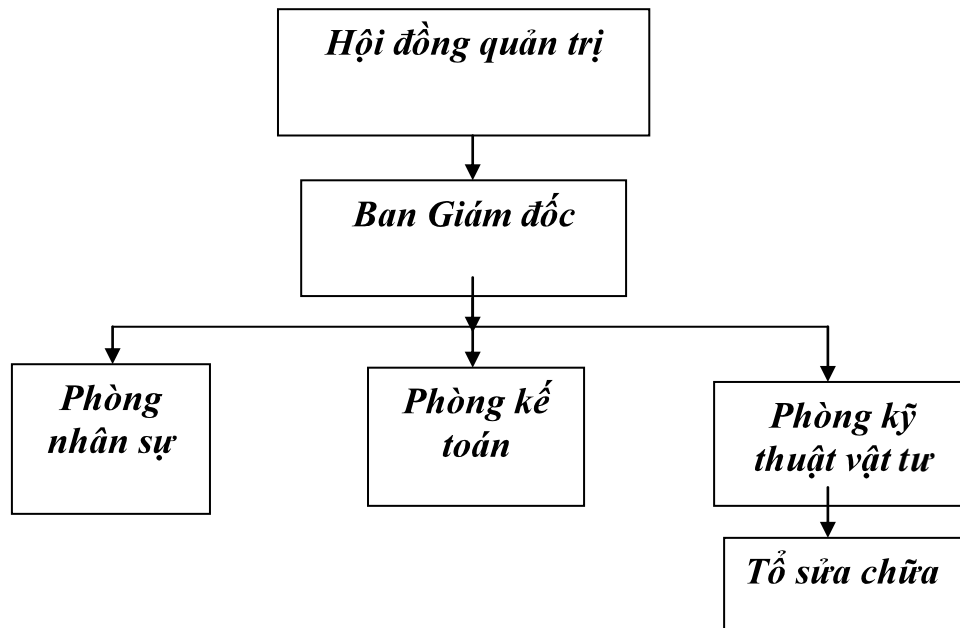 Hội đồng quản trị
Ban Giám đốc
Phòng
nhân sự
Phòng kế
toán
Phòng kỹ
thuật vật tư
Tổ sửa chữa